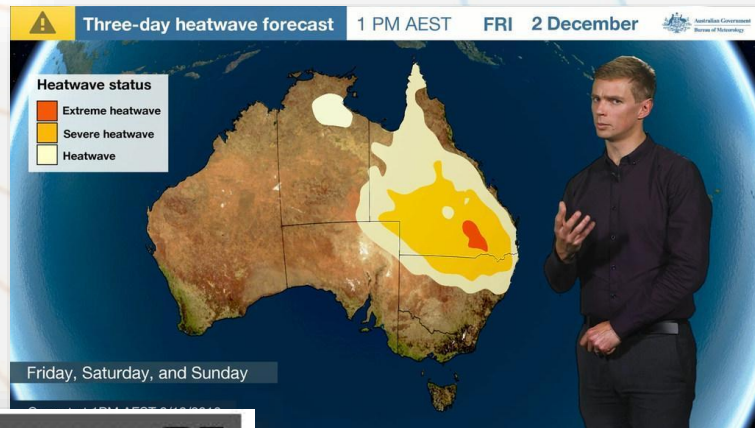 Three-day heatwave forecast 1 PM AEST FRI 2 December
Australian Government
Bureau of Meteorology
Heatwave status
Extreme heatwave
Severe heatwave
Heatwave
Friday, Saturday, and Sunday